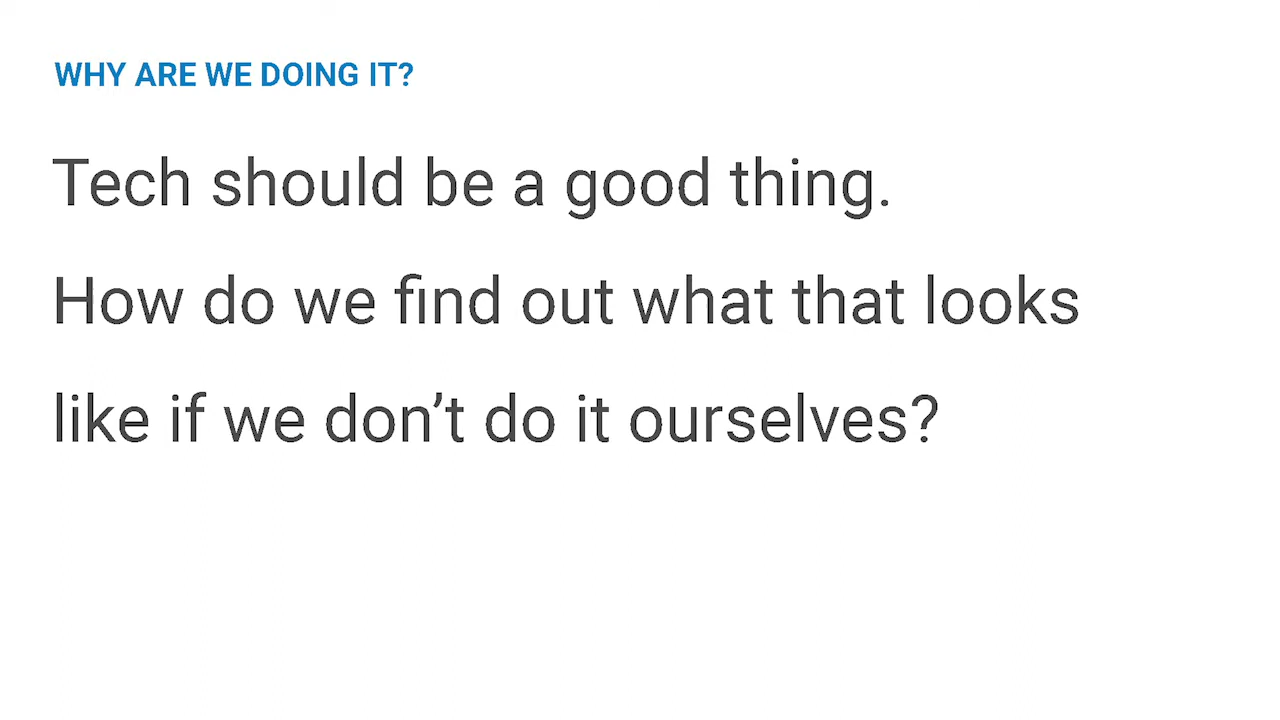 WHY ARE WE DOING IT?
Tech should be a good thing.
How do we find out what that looks
like if we don’t do it ourselves?